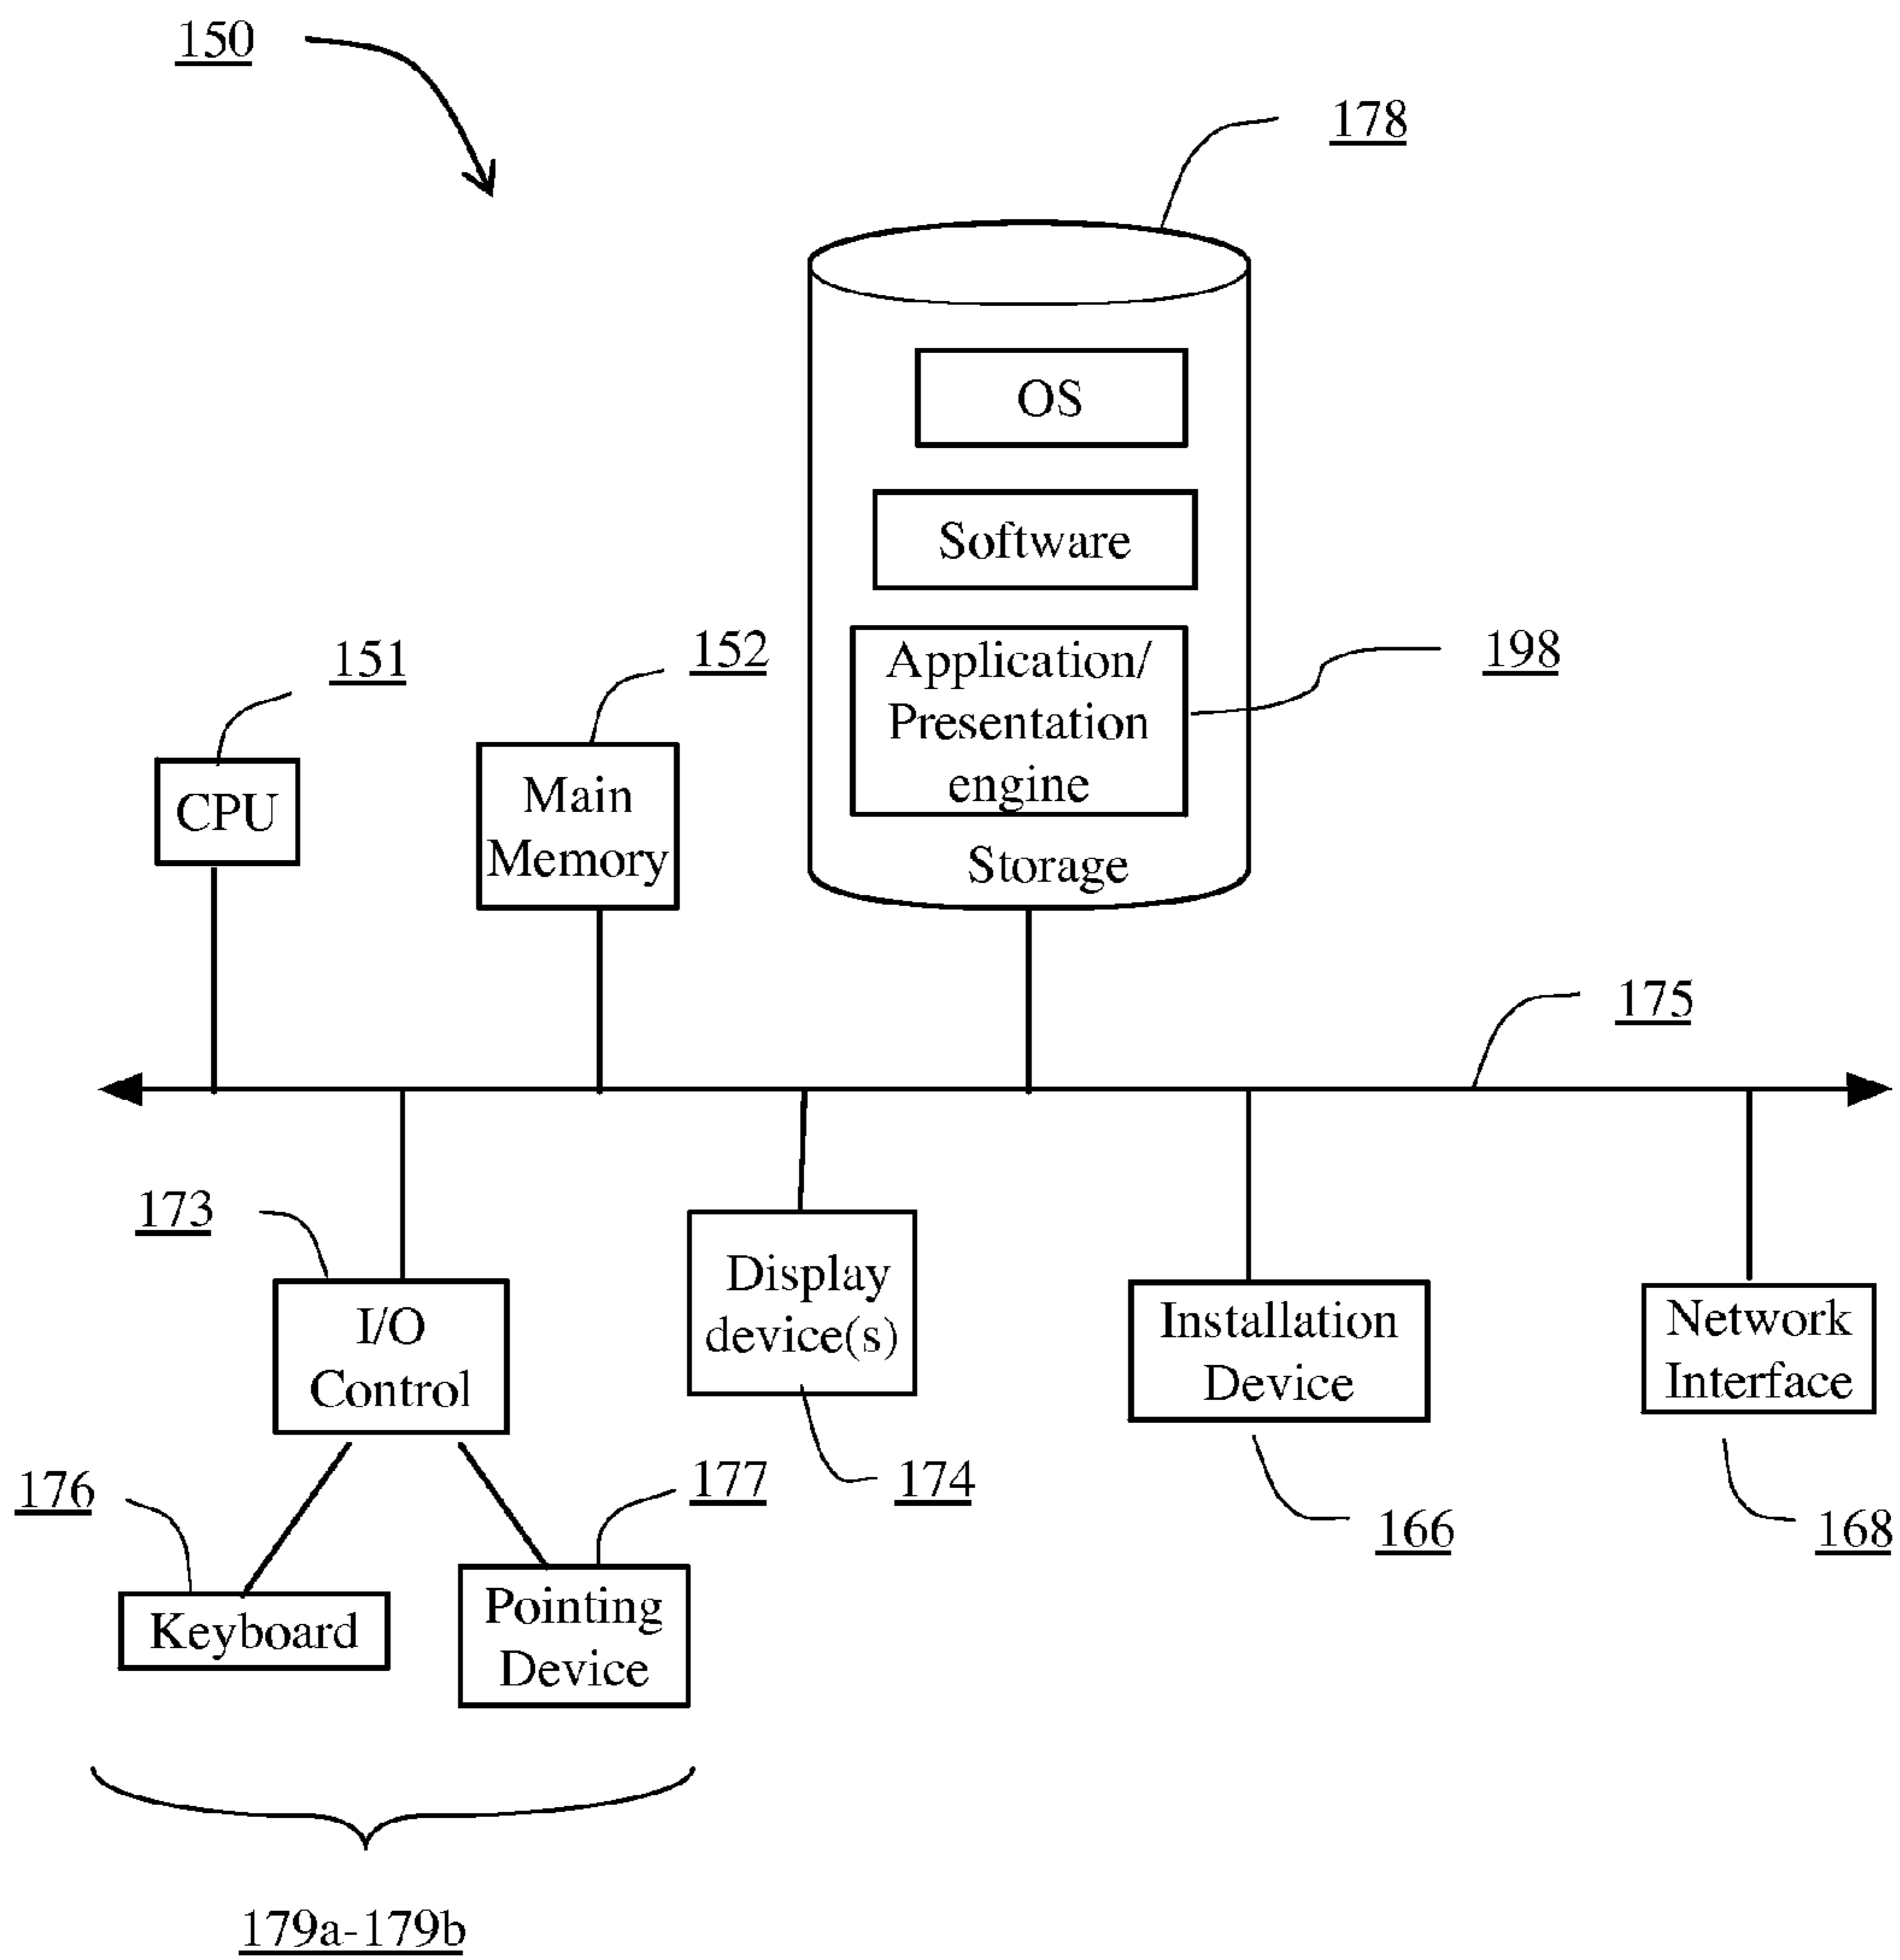 150
178
OS
Software
Application/
Presentation
engine
198
Storage
151
CPU
152
Main
Memory
175
173
I/O
Control
Display
device(s)
174
Installation
Device
166
Network
Interface
168
176
Keyboard
177
Pointing
Device
179a-179b